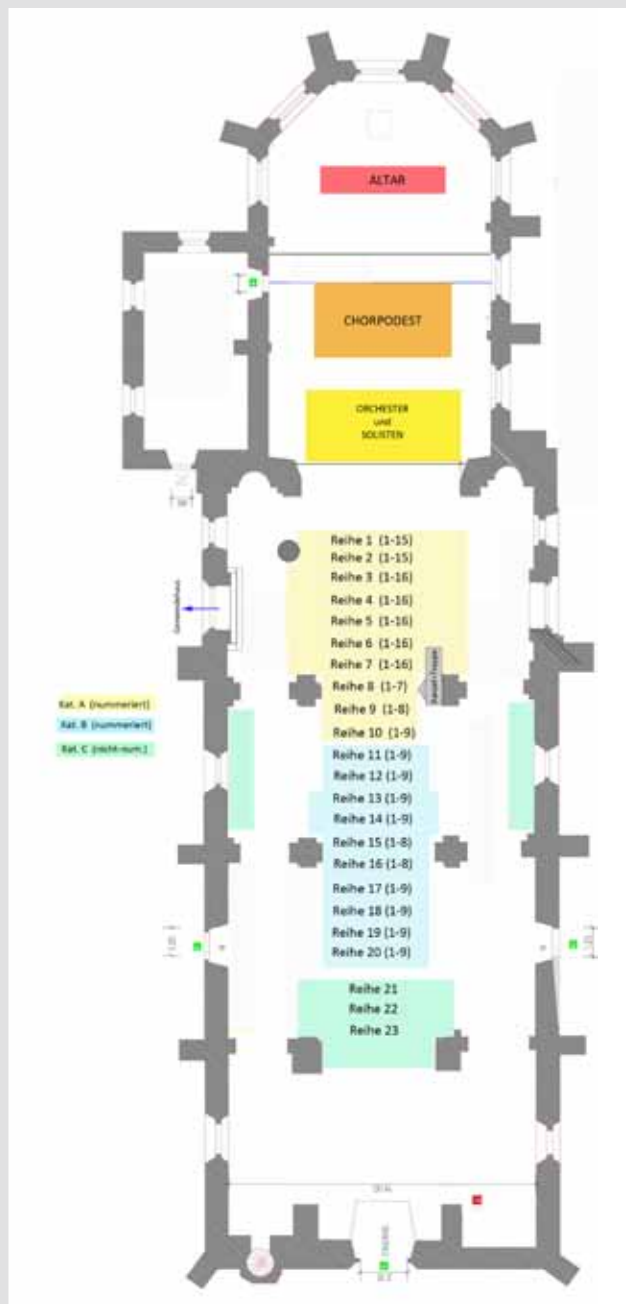 ALTAR
CHORPODEST
ORCHESTER
und
SOLISTEN
Reihe 1 (1-15)
Reihe 2 (1-15)
Reihe 3 (1-16)
Reihe 4 (1-16)
Reihe 5 (1-16)
Reihe 6 (1-16)
Reihe 7 (1-16)
Reihe 8 (1-7)
Reihe 9 (1-8)
Reihe 10 (1-9)
Reihe 11 (1-9)
Reihe 12 (1-9)
Reihe 13 (1-9)
Reihe 14 (1-9)
Reihe 15 (1-8)
Reihe 16 (1-8)
Reihe 17 (1-9)
Reihe 18 (1-9)
Reihe 19 (1-9)
Reihe 20 (1-9)
Reihe 21
Reihe 22
Reihe 23
Gemeindehaus
Kat. A (nummeriert)
Kat. B (nummeriert)
Kat. C (nicht-num.)